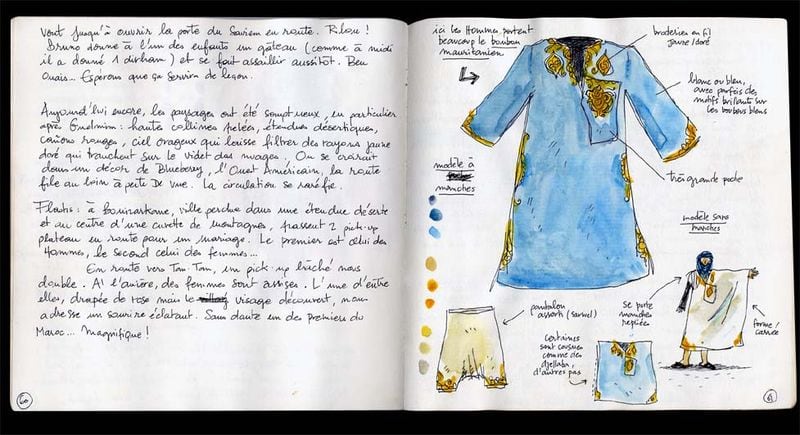 vont jusqu'à ouvrir la porte du Saviem en route. Relou !
Bruno donne à l'un des enfants un gâteau (comme à midi
il a donné 1 dirham) et se fait assaillir aussitôt. Ben
Ouais... Espérons que ça servira de leçon.
Aujourd'hui encore, les paysages ont été somptueux, en particulier
après Guelmim : hautes collines pelées, étendues désertiques,
canions rouges, ciel orageux qui laisse filtrer des rayons jaune
doré qui tranchent sur le violet des nuages. On se croirait
dans un décor de Blueberry, l'Ouest Américain, la route
file au loin à perte De vue. La circulation se raréfie.
Flashs : à Bouizarkarne, ville perchée dans une étendue déserte
et au centre d'une cuvette de montagnes, passent 2 pick-up
plateau en route pour un mariage. Le premier est celui des
Hommes, le second celui des femmes...
En route vers Tan Tan, un pick up bâché nous
double. A l'arrière, des femmes sont assises. L'une d'entre
elles, drapée de rose mais le visage découvert, nous
adresse un sourire éclatant. Sans doute un des premiers du
Maroc... Magnifique !
60
ici les Hommes portent
beaucoup le boubou
mauritanien
broderies en fil
jaune/doré
blanc ou bleu,
avec parfois des
motifs brillants sur
les boubous bleus
très grande poche
modèle à
manches
modèle sans
manches
pantalon
assorti (sarouel)
se porte
manches
repliées
forme
carrée
certaines
sont cousues
comme des
djellaba,
d'autres pas
61